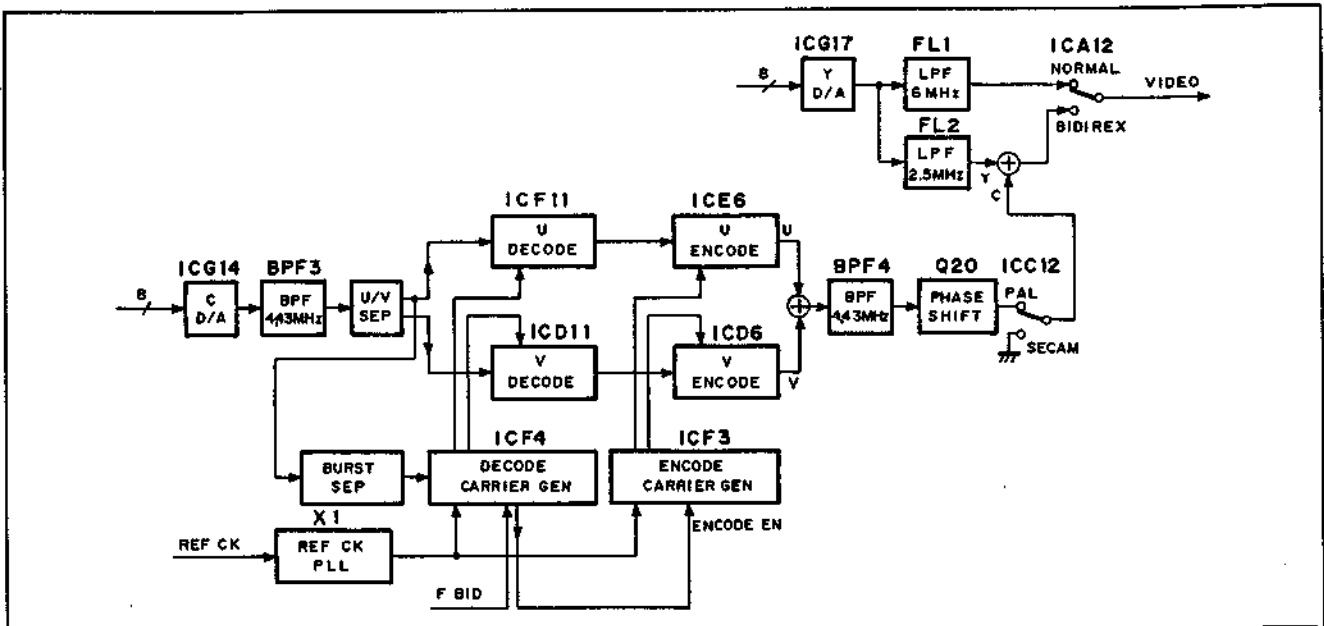 ICG17
FL1
ICA12
8
Y
D/A
LPF
6 MHz
NORMAL
VIDEO
BIDIREX
FL2
LPF
2.5MHz
Y
C
ICF11
ICE6
U
DECODE
U
ENCODE
U
ICG14
BPF3
BPF4
Q20
ICC12
8
C
D/A
BPF
4,43MHz
U/V
SEP
BPF
4,43MHz
PHASE
SHIFT
PAL
SECAM
ICD11
ICD6
V
DECODE
V
ENCODE
V
ICF4
ICF3
BURST
SEP
DECODE
CARRIER GEN
ENCODE
CARRIER GEN
X1
ENCODE EN
REF CK
REF CK
PLL
F BID